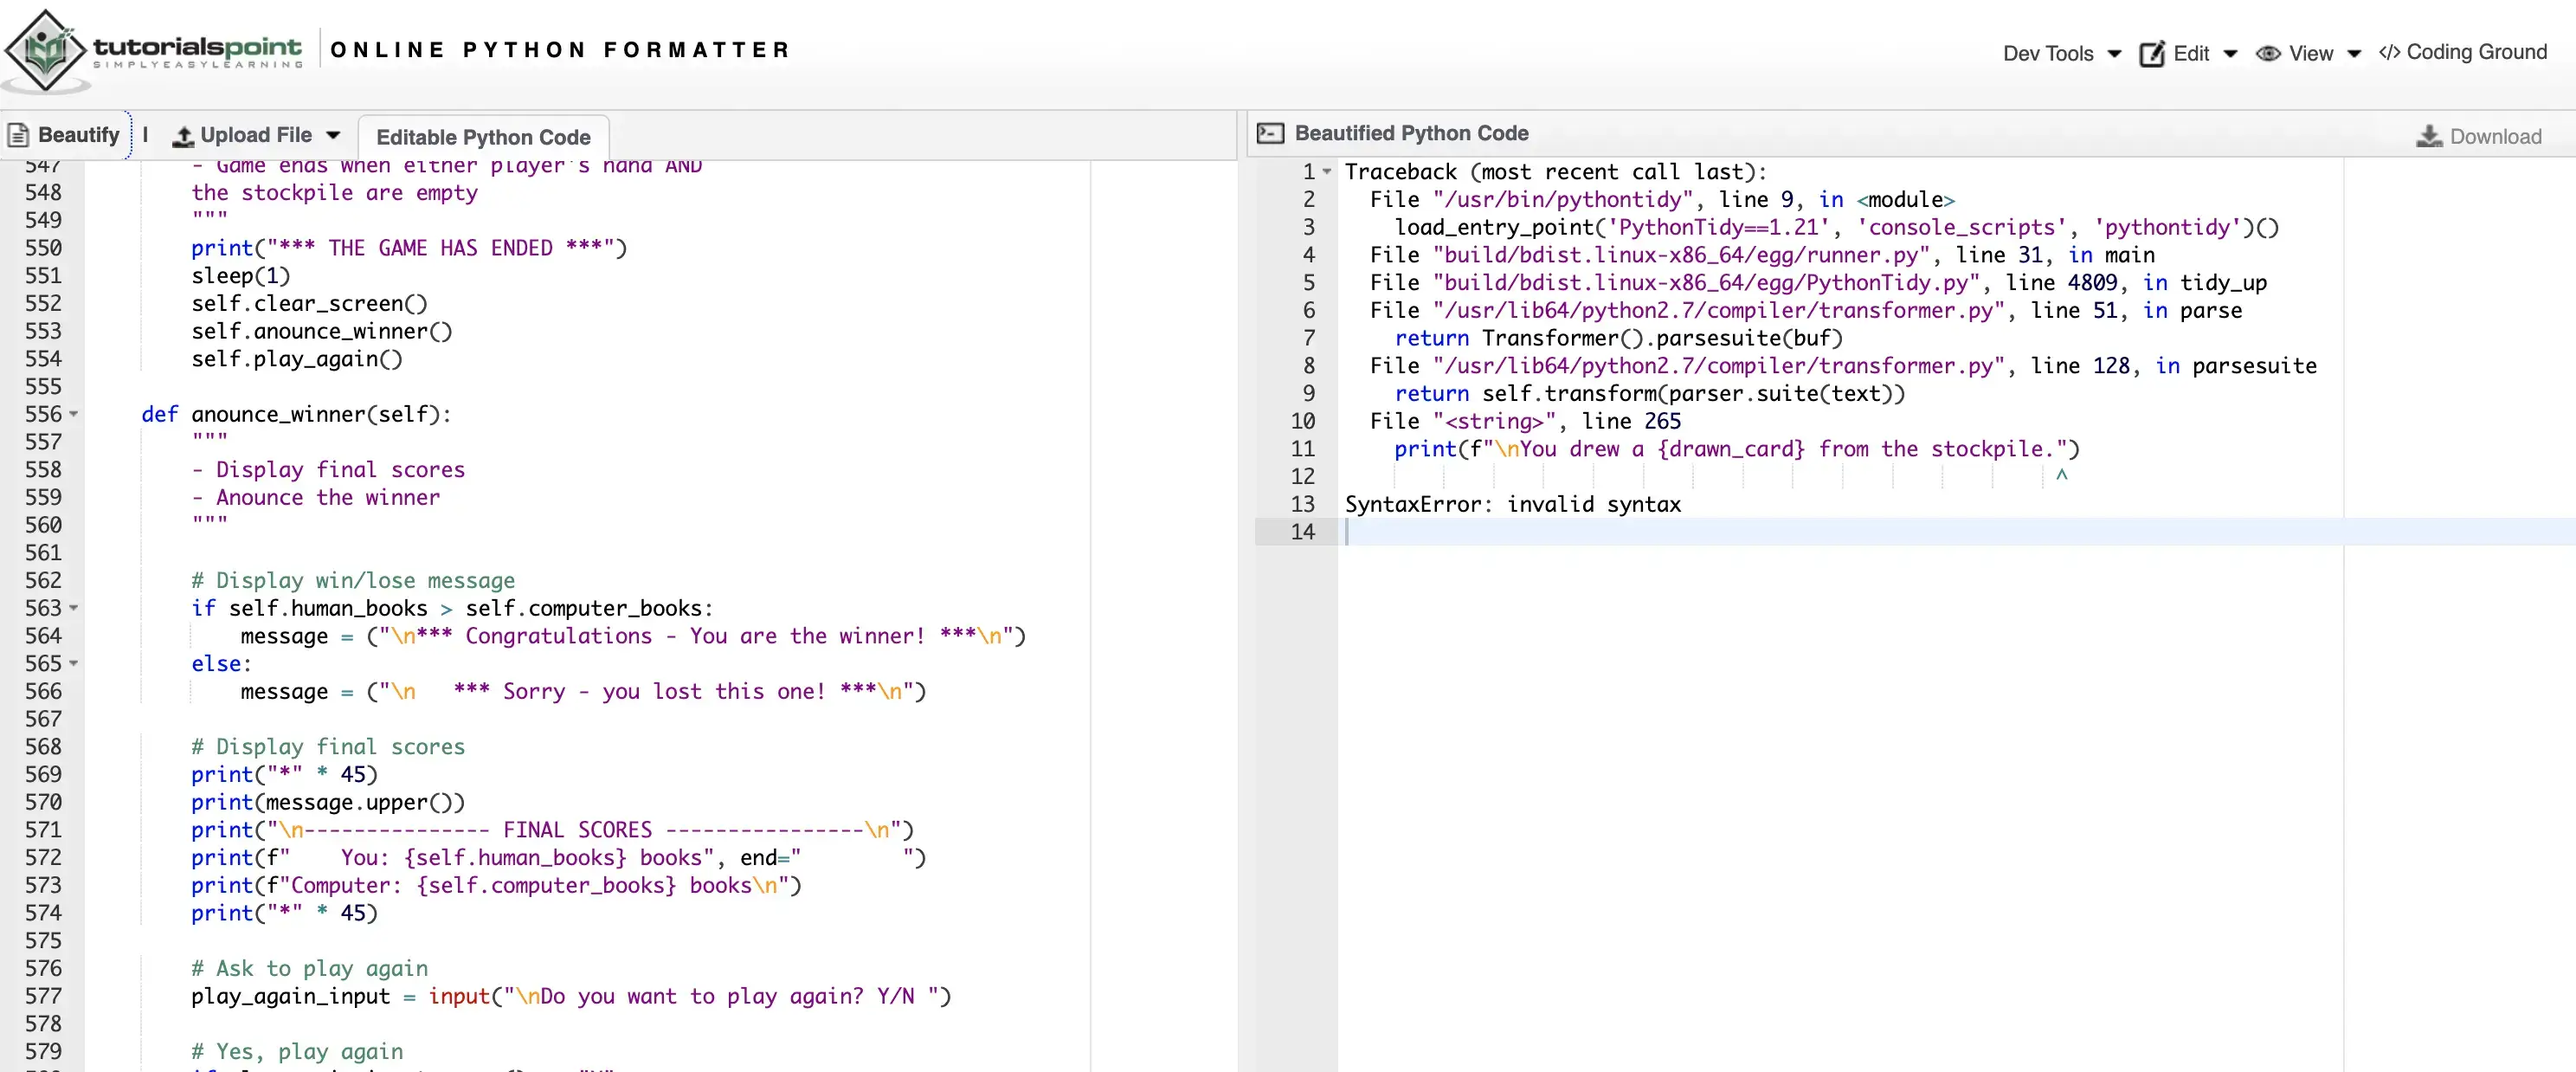 tutorialspoint
SIMPLYEASYLEARNING
ONLINE PYTHON FORMATTER
Dev Tools Edit View </> Coding Ground
Beautify Upload File Editable Python Code
547 - Game ends when either player's hand AND
548 the stockpile are empty
549 """
550 print("*** THE GAME HAS ENDED ***")
551 sleep(1)
552 self.clear_screen()
553 self.anounce_winner()
554 self.play_again()
555
556 def anounce_winner(self):
557 """
558 - Display final scores
559 - Anounce the winner
560 """
561
562 # Display win/lose message
563 if self.human_books > self.computer_books:
564 message = ("\n*** Congratulations - You are the winner! ***\n")
565 else:
566 message = ("\n   *** Sorry - you lost this one! ***\n")
567
568 # Display final scores
569 print("*" * 45)
570 print(message.upper())
571 print("\n--------------- FINAL SCORES ----------------\n")
572 print(f"    You: {self.human_books} books", end="        ")
573 print(f"Computer: {self.computer_books} books\n")
574 print("*" * 45)
575
576 # Ask to play again
577 play_again_input = input("\nDo you want to play again? Y/N ")
578
579 # Yes, play again
Beautified Python Code Download
1 Traceback (most recent call last):
2 File "/usr/bin/pythontidy", line 9, in <module>
3 load_entry_point('PythonTidy==1.21', 'console_scripts', 'pythontidy')()
4 File "build/bdist.linux-x86_64/egg/runner.py", line 31, in main
5 File "build/bdist.linux-x86_64/egg/PythonTidy.py", line 4809, in tidy_up
6 File "/usr/lib64/python2.7/compiler/transformer.py", line 51, in parse
7 return Transformer().parsesuite(buf)
8 File "/usr/lib64/python2.7/compiler/transformer.py", line 128, in parsesuite
9 return self.transform(parser.suite(text))
10 File "<string>", line 265
11 print(f"\nYou drew a {drawn_card} from the stockpile.")
12 ^
13 SyntaxError: invalid syntax
14